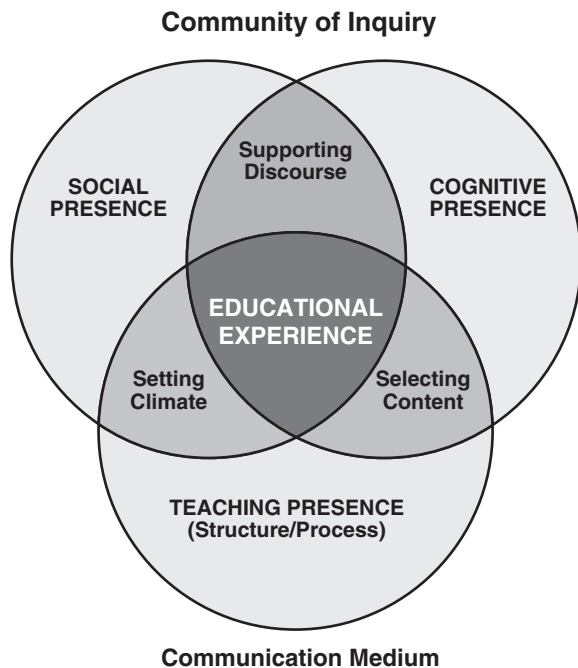 Community of Inquiry
Supporting
Discourse
SOCIAL
PRESENCE
COGNITIVE
PRESENCE
EDUCATIONAL
EXPERIENCE
Setting
Climate
Selecting
Content
TEACHING PRESENCE
(Structure/Process)
Communication Medium